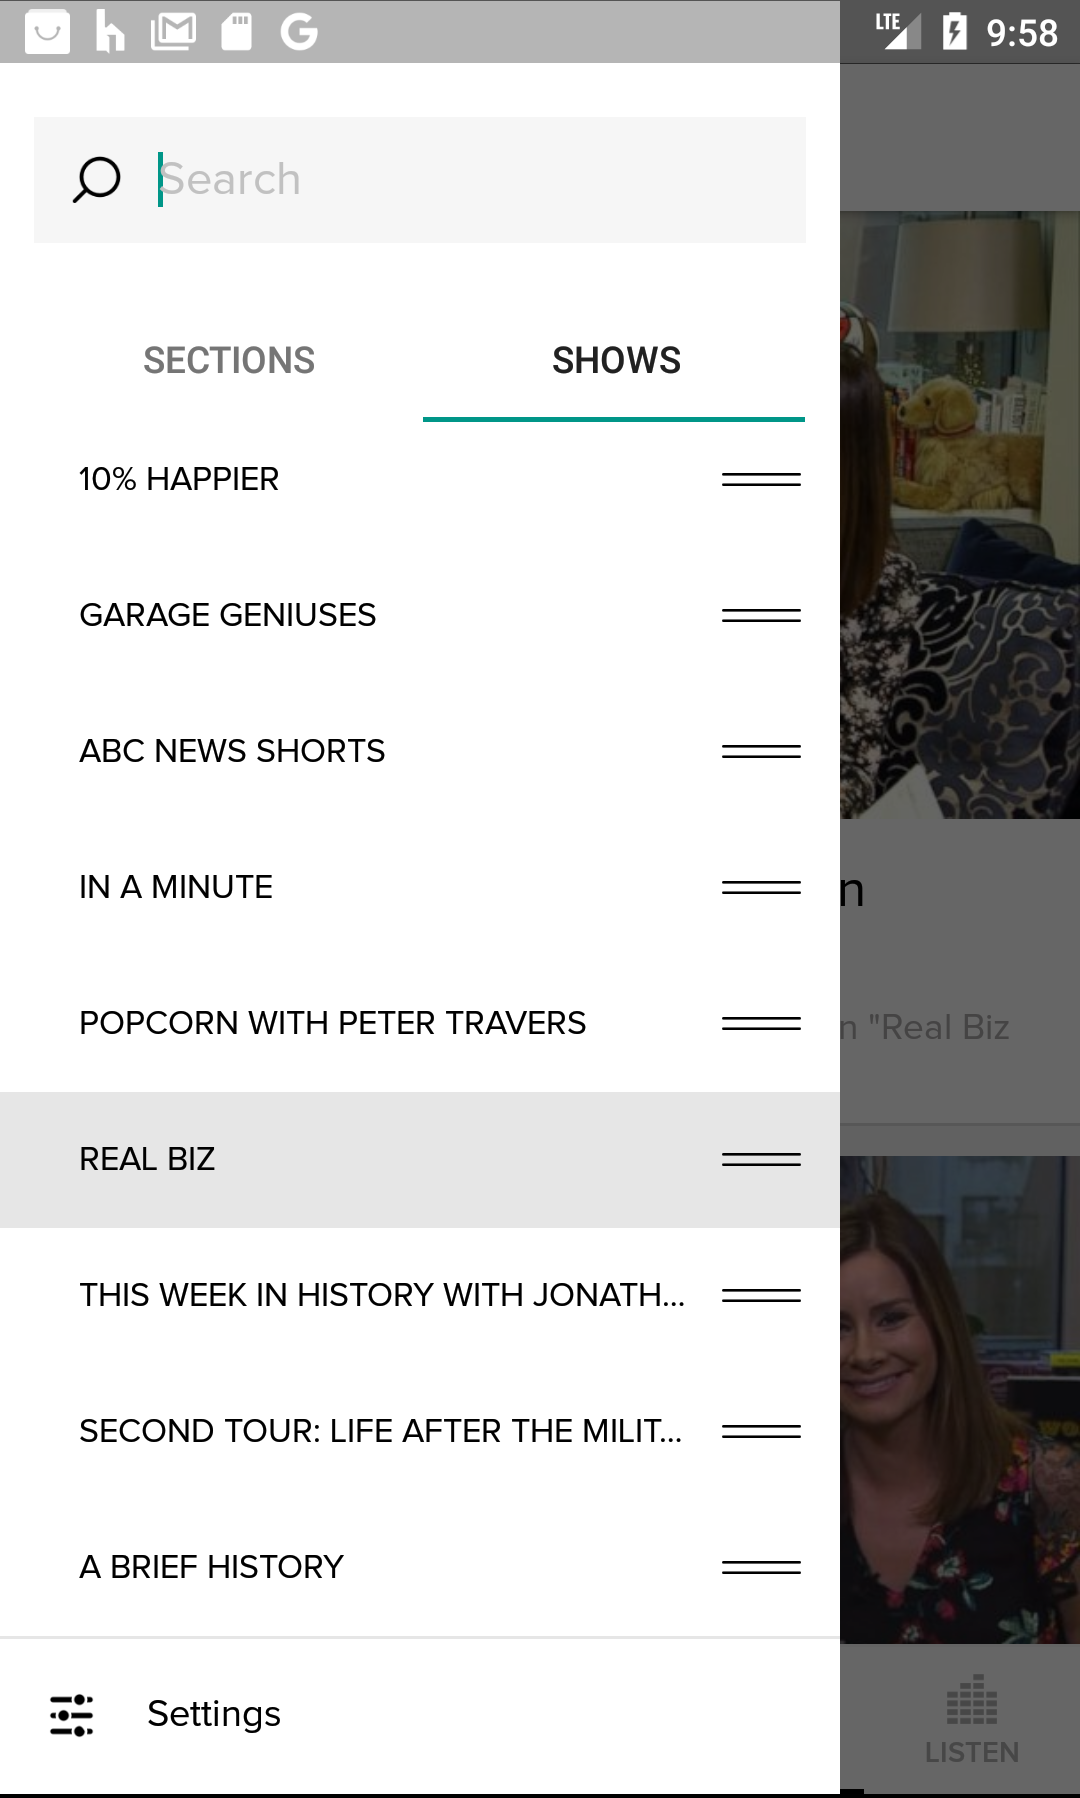 LTE 9:58
Search
SECTIONS SHOWS
10% HAPPIER
GARAGE GENIUSES
ABC NEWS SHORTS
IN A MINUTE
n
POPCORN WITH PETER TRAVERS
n "Real Biz
REAL BIZ
THIS WEEK IN HISTORY WITH JONATH...
SECOND TOUR: LIFE AFTER THE MILIT...
A BRIEF HISTORY
Settings
LISTEN